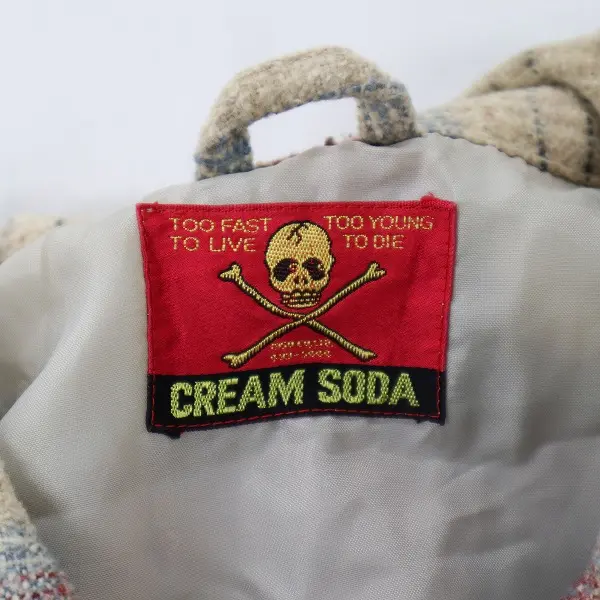 TOO FAST
TO LIVE
TOO YOUNG
TO DIE
CREAM SODA